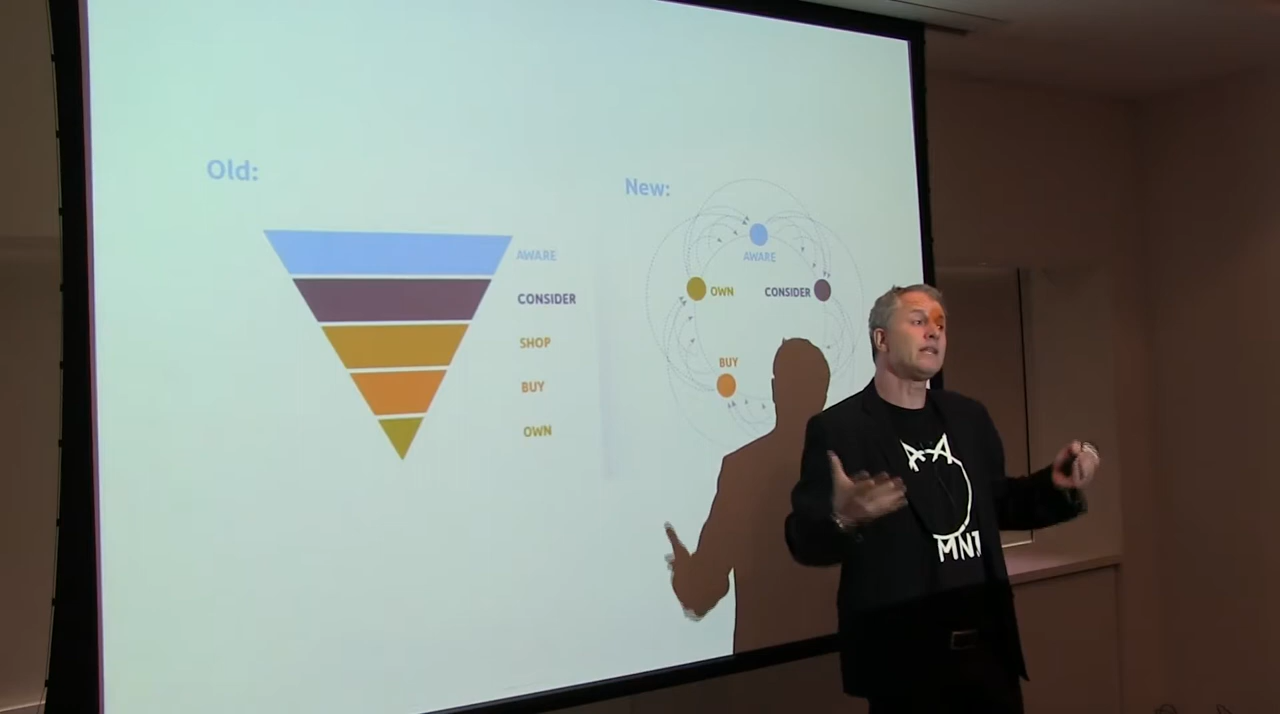 Old:
AWARE
CONSIDER
SHOP
BUY
OWN
New:
AWARE
OWN
CONSIDER
BUY